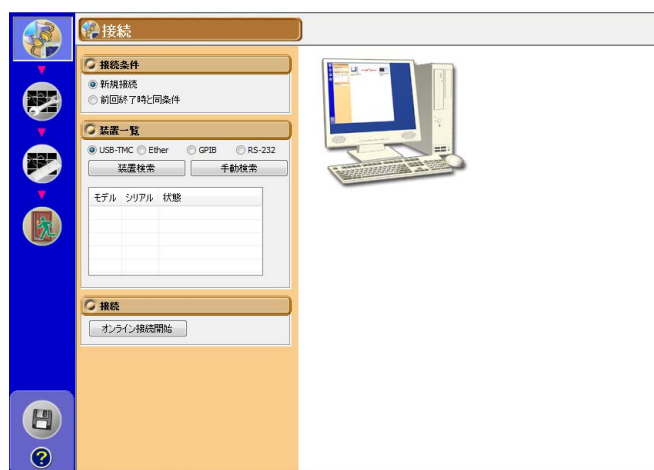 接続
接続条件
新規接続
前回終了時と同条件
装置一覧
USB-TMC Ether GPIB RS-232
装置検索 手動検索
モデル シリアル 状態
接続
オンライン接続開始
?